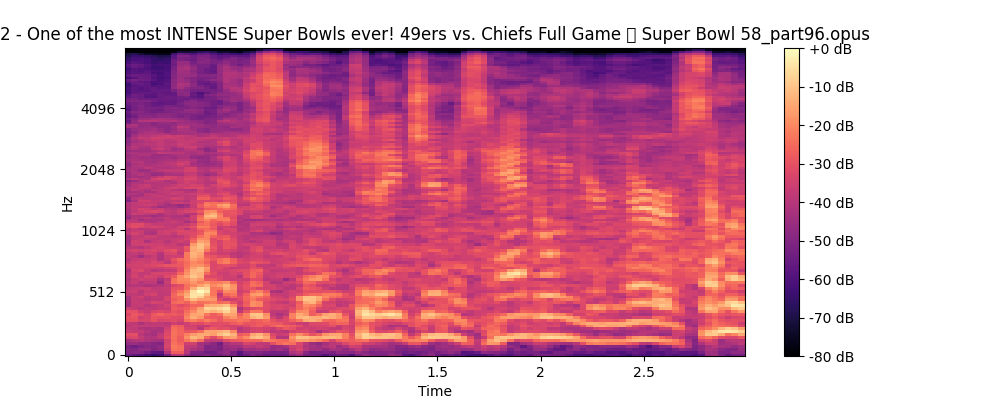 2 - One of the most INTENSE Super Bowls ever! 49ers vs. Chiefs Full Game ▯ Super Bowl 58_part96.opus
Hz
4096
2048
1024
512
0
0
0.5
1
1.5
2
2.5
Time
+0 dB
-10 dB
-20 dB
-30 dB
-40 dB
-50 dB
-60 dB
-70 dB
-80 dB